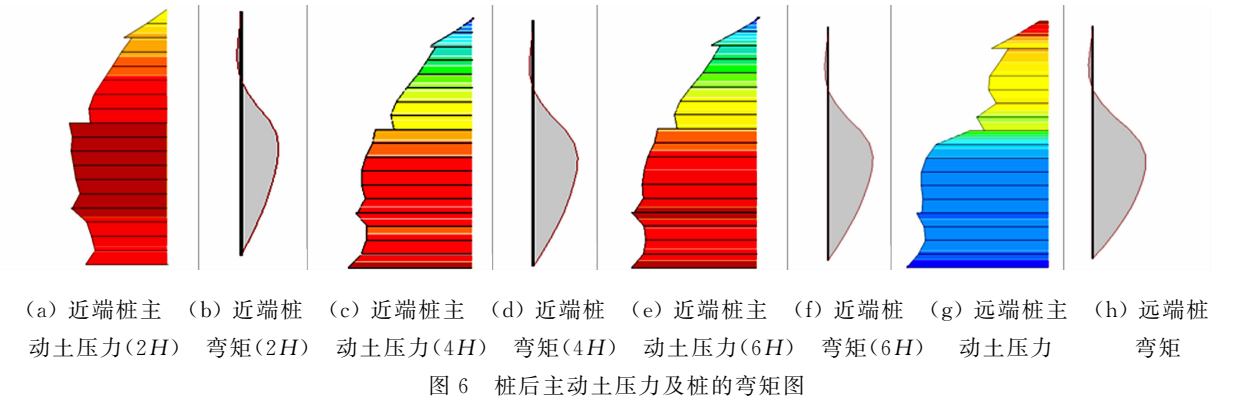 (a) 近端桩主 (b) 近端桩 (c) 近端桩主 (d) 近端桩 (e) 近端桩主 (f) 近端桩 (g) 远端桩主 (h) 远端桩
动土压力(2H) 弯矩(2H) 动土压力(4H) 弯矩(4H) 动土压力(6H) 弯矩(6H) 动土压力 弯矩
图 6 桩后主动土压力及桩的弯矩图